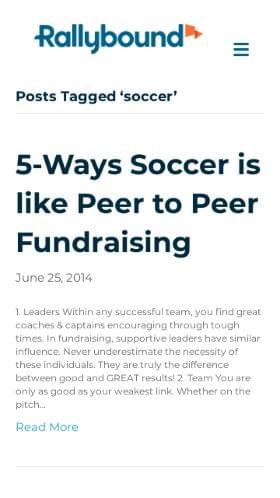 Rallybound
Posts Tagged ‘soccer’
5-Ways Soccer is
like Peer to Peer
Fundraising
June 25, 2014
1. Leaders Within any successful team, you find great
coaches & captains encouraging through tough
times. In fundraising, supportive leaders have similar
influence. Never underestimate the necessity of
these individuals. They are truly the difference
between good and GREAT results! 2. Team You are
only as good as your weakest link. Whether on the
pitch...
Read More